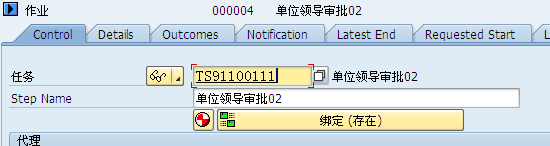 作业 000004 单位领导审批02
Control Details Outcomes Notification Latest End Requested Start L
任务 TS91100111 单位领导审批02
Step Name 单位领导审批02
绑定 (存在)
代理